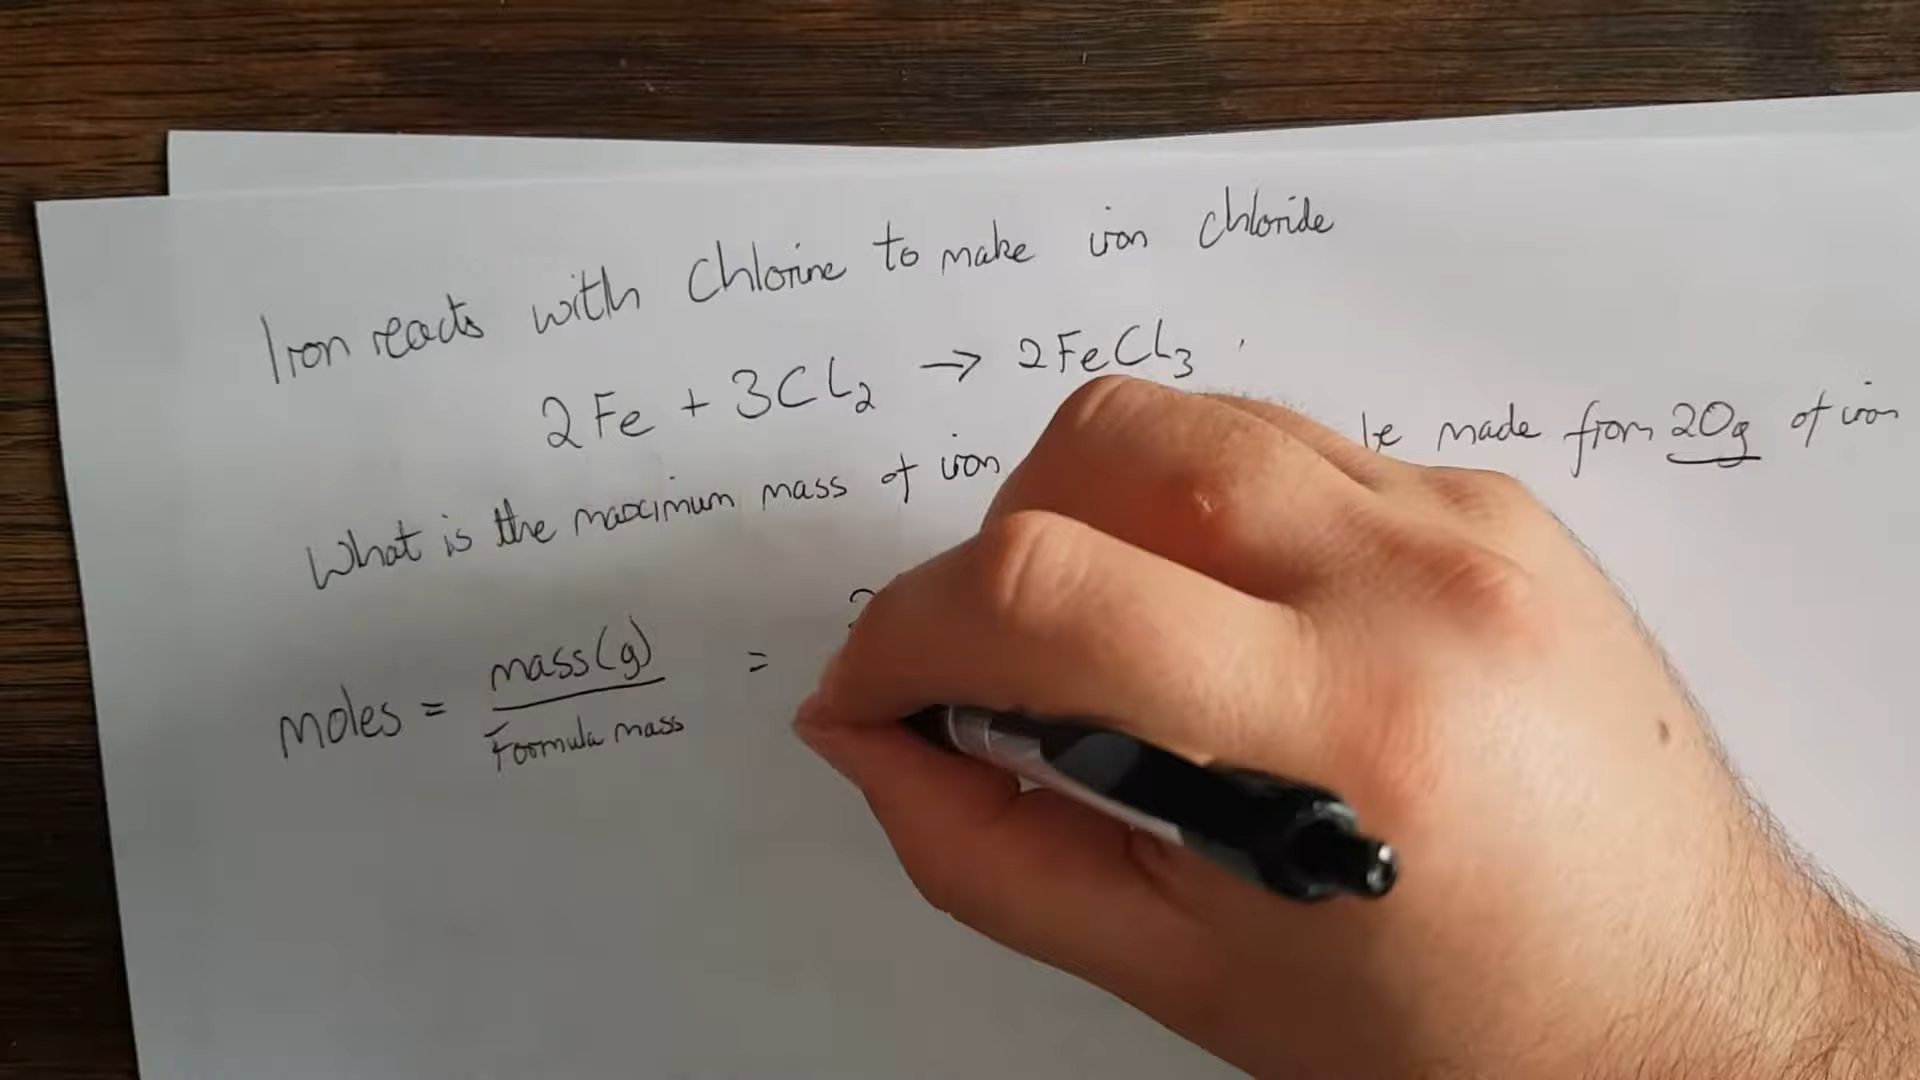 Iron reacts with Chlorine to make iron chloride
2Fe + 3Cl₂ → 2FeCl₃
What is the maximum mass of iron be made from 20g of iron
moles = mass(g) / Formula mass =